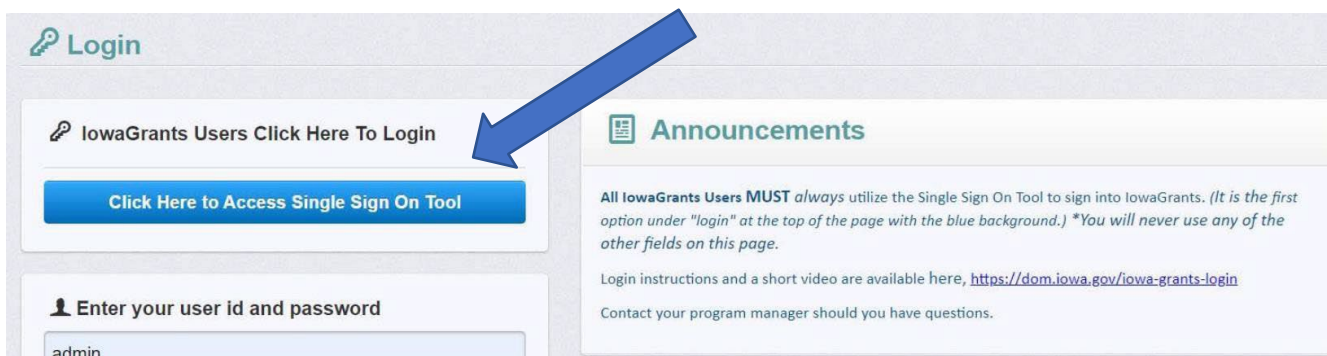 Login
IowaGrants Users Click Here To Login
Click Here to Access Single Sign On Tool
Enter your user id and password
admin
Announcements
All IowaGrants Users MUST always utilize the Single Sign On Tool to sign into IowaGrants. (It is the first
option under "login" at the top of the page with the blue background.) *You will never use any of the
other fields on this page.
Login instructions and a short video are available here, https://dom.iowa.gov/iowa-grants-login
Contact your program manager should you have questions.